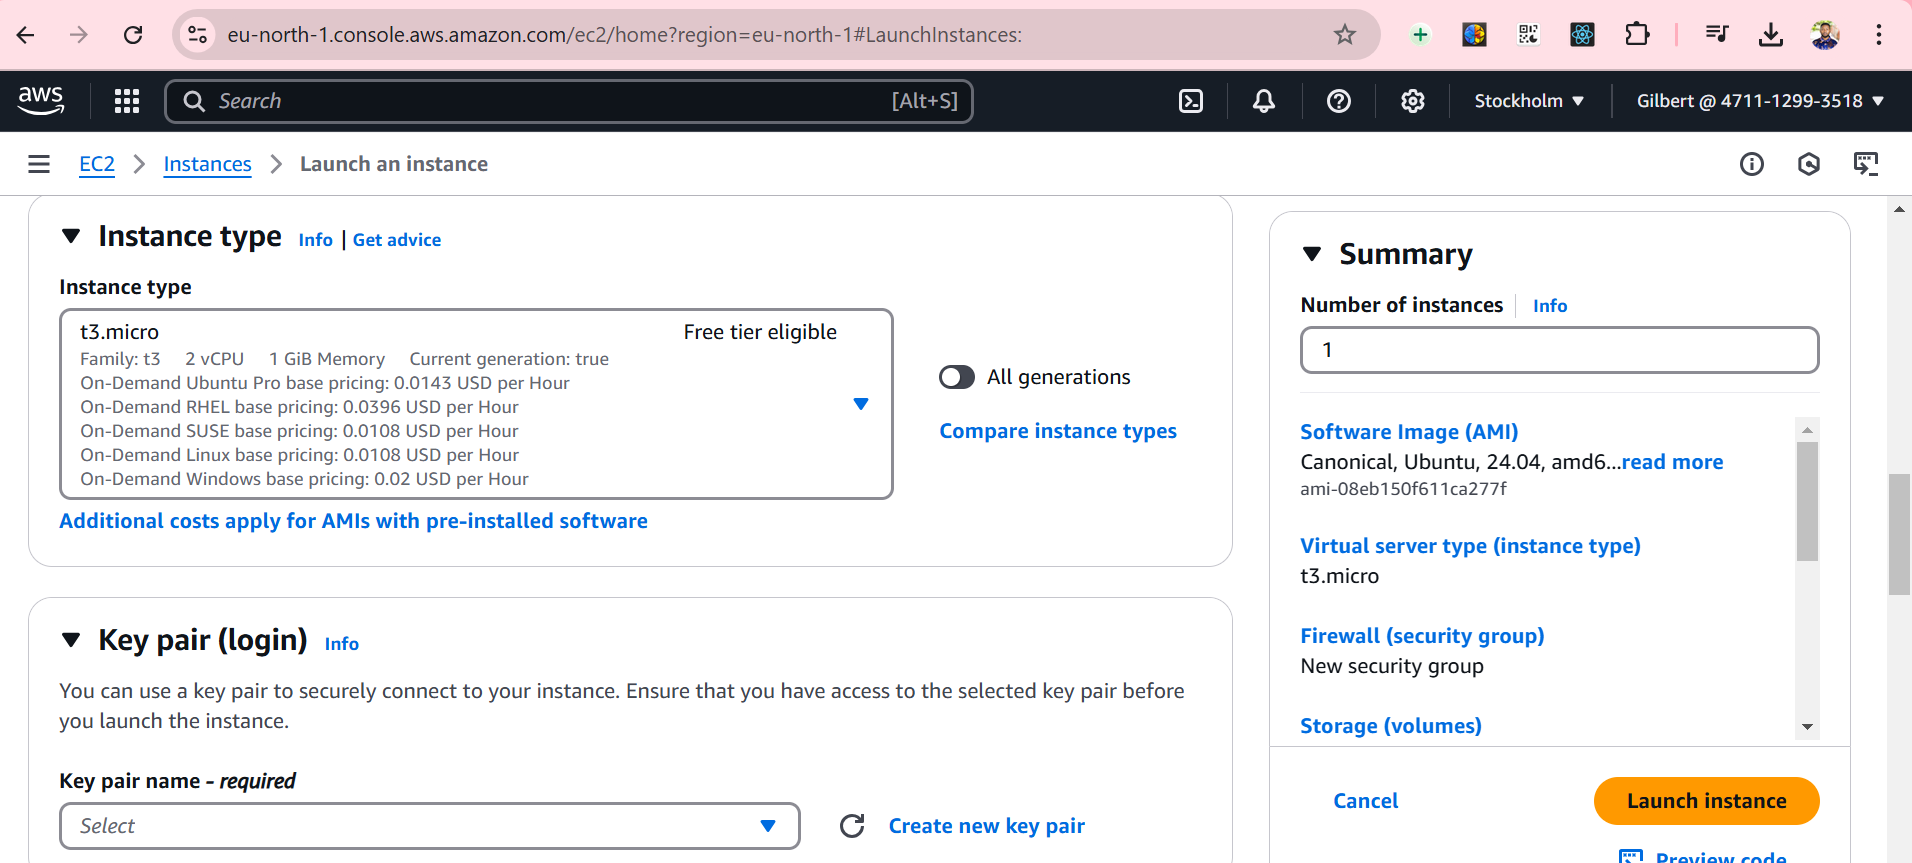 eu-north-1.console.aws.amazon.com/ec2/home?region=eu-north-1#LaunchInstances:
aws
Search
[Alt+S]
Stockholm
Gilbert @ 4711-1299-3518
EC2
Instances
Launch an instance
Instance type
Info
Get advice
Instance type
t3.micro
Free tier eligible
Family: t3 2 vCPU 1 GiB Memory Current generation: true
On-Demand Ubuntu Pro base pricing: 0.0143 USD per Hour
On-Demand RHEL base pricing: 0.0396 USD per Hour
On-Demand SUSE base pricing: 0.0108 USD per Hour
On-Demand Linux base pricing: 0.0108 USD per Hour
On-Demand Windows base pricing: 0.02 USD per Hour
All generations
Compare instance types
Additional costs apply for AMIs with pre-installed software
Key pair (login)
Info
You can use a key pair to securely connect to your instance. Ensure that you have access to the selected key pair before
you launch the instance.
Key pair name - required
Select
Create new key pair
Summary
Number of instances
Info
1
Software Image (AMI)
Canonical, Ubuntu, 24.04, amd6...read more
ami-08eb150f611ca277f
Virtual server type (instance type)
t3.micro
Firewall (security group)
New security group
Storage (volumes)
Cancel
Launch instance
Preview code